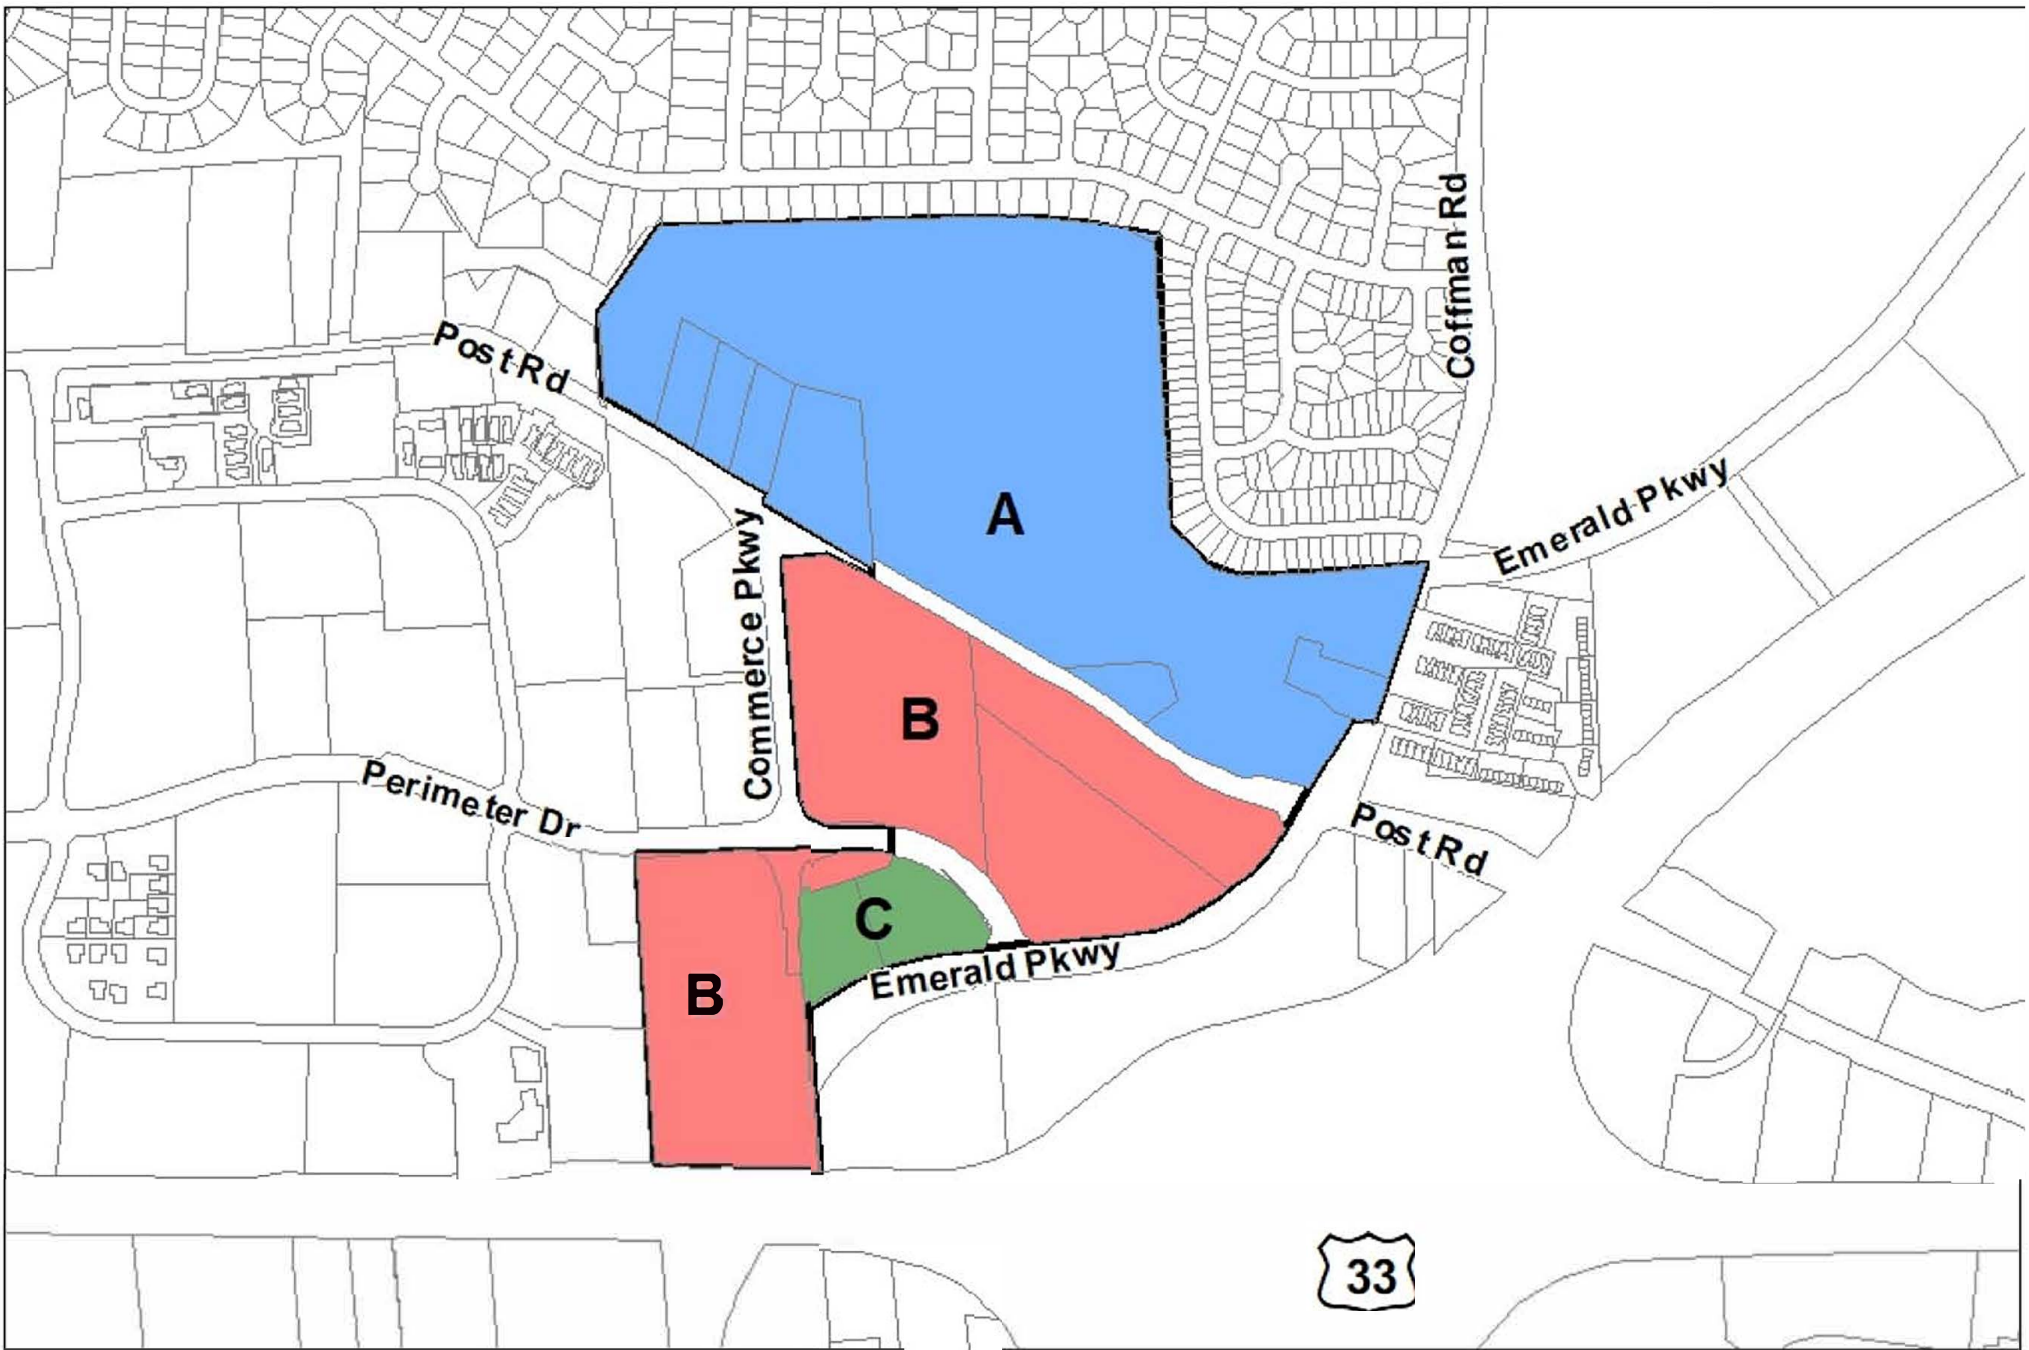 Coffman Rd
Post Rd
Emerald Pkwy
A
Commerce Pkwy
B
Perimeter Dr
Post Rd
C
Emerald Pkwy
B
33